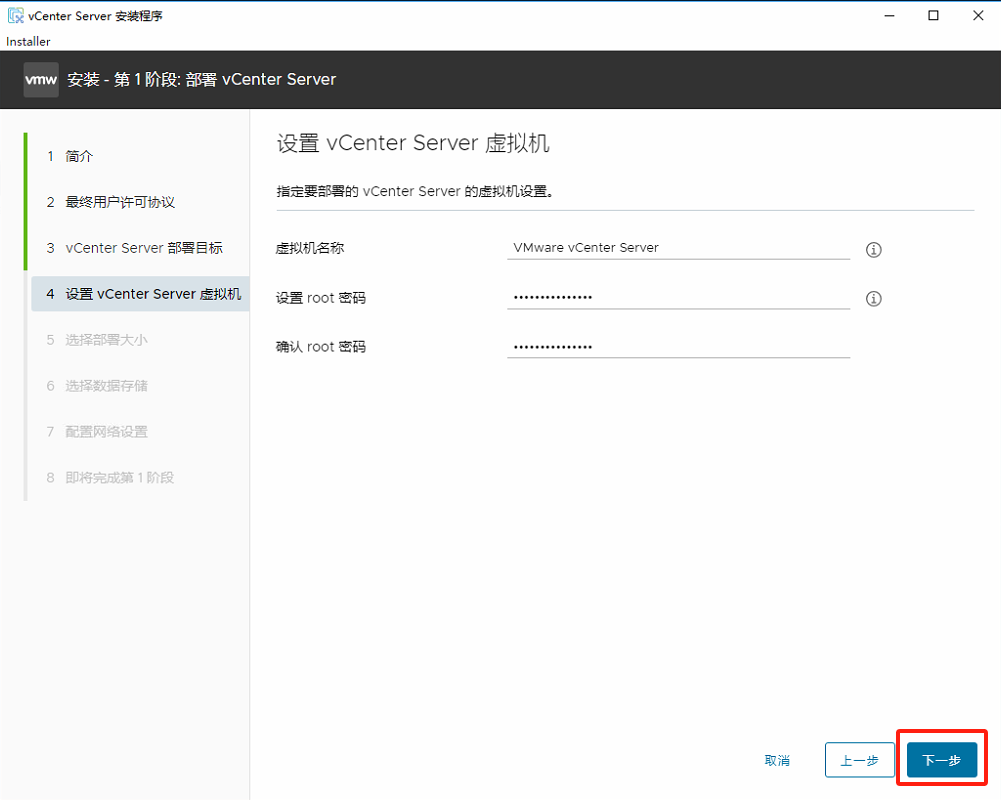 vCenter Server 安装程序
Installer
vmw 安装 - 第 1 阶段: 部署 vCenter Server
1 简介
2 最终用户许可协议
3 vCenter Server 部署目标
4 设置 vCenter Server 虚拟机
5 选择部署大小
6 选择数据存储
7 配置网络设置
8 即将完成第 1 阶段
设置 vCenter Server 虚拟机
指定要部署的 vCenter Server 的虚拟机设置。
虚拟机名称 VMware vCenter Server
设置 root 密码 •••••••••••••••
确认 root 密码 •••••••••••••••
取消 上一步 下一步